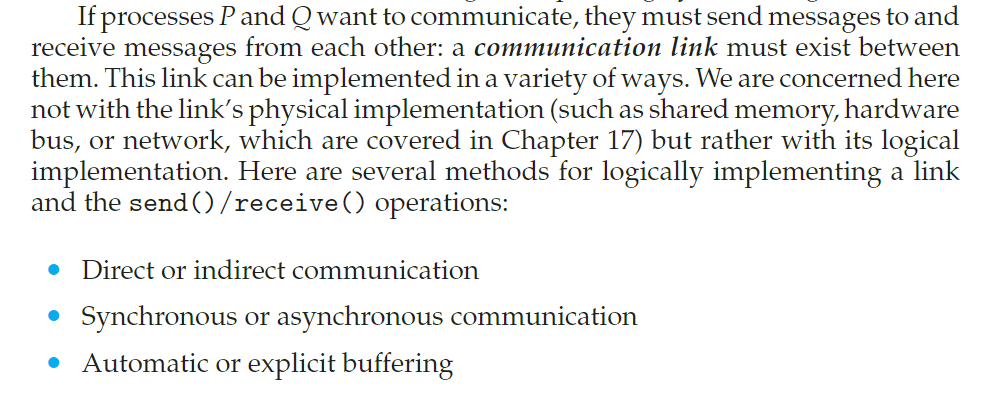 If processes P and Q want to communicate, they must send messages to and
receive messages from each other: a communication link must exist between
them. This link can be implemented in a variety of ways. We are concerned here
not with the link's physical implementation (such as shared memory, hardware
bus, or network, which are covered in Chapter 17) but rather with its logical
implementation. Here are several methods for logically implementing a link
and the send()/receive() operations:
• Direct or indirect communication
• Synchronous or asynchronous communication
• Automatic or explicit buffering